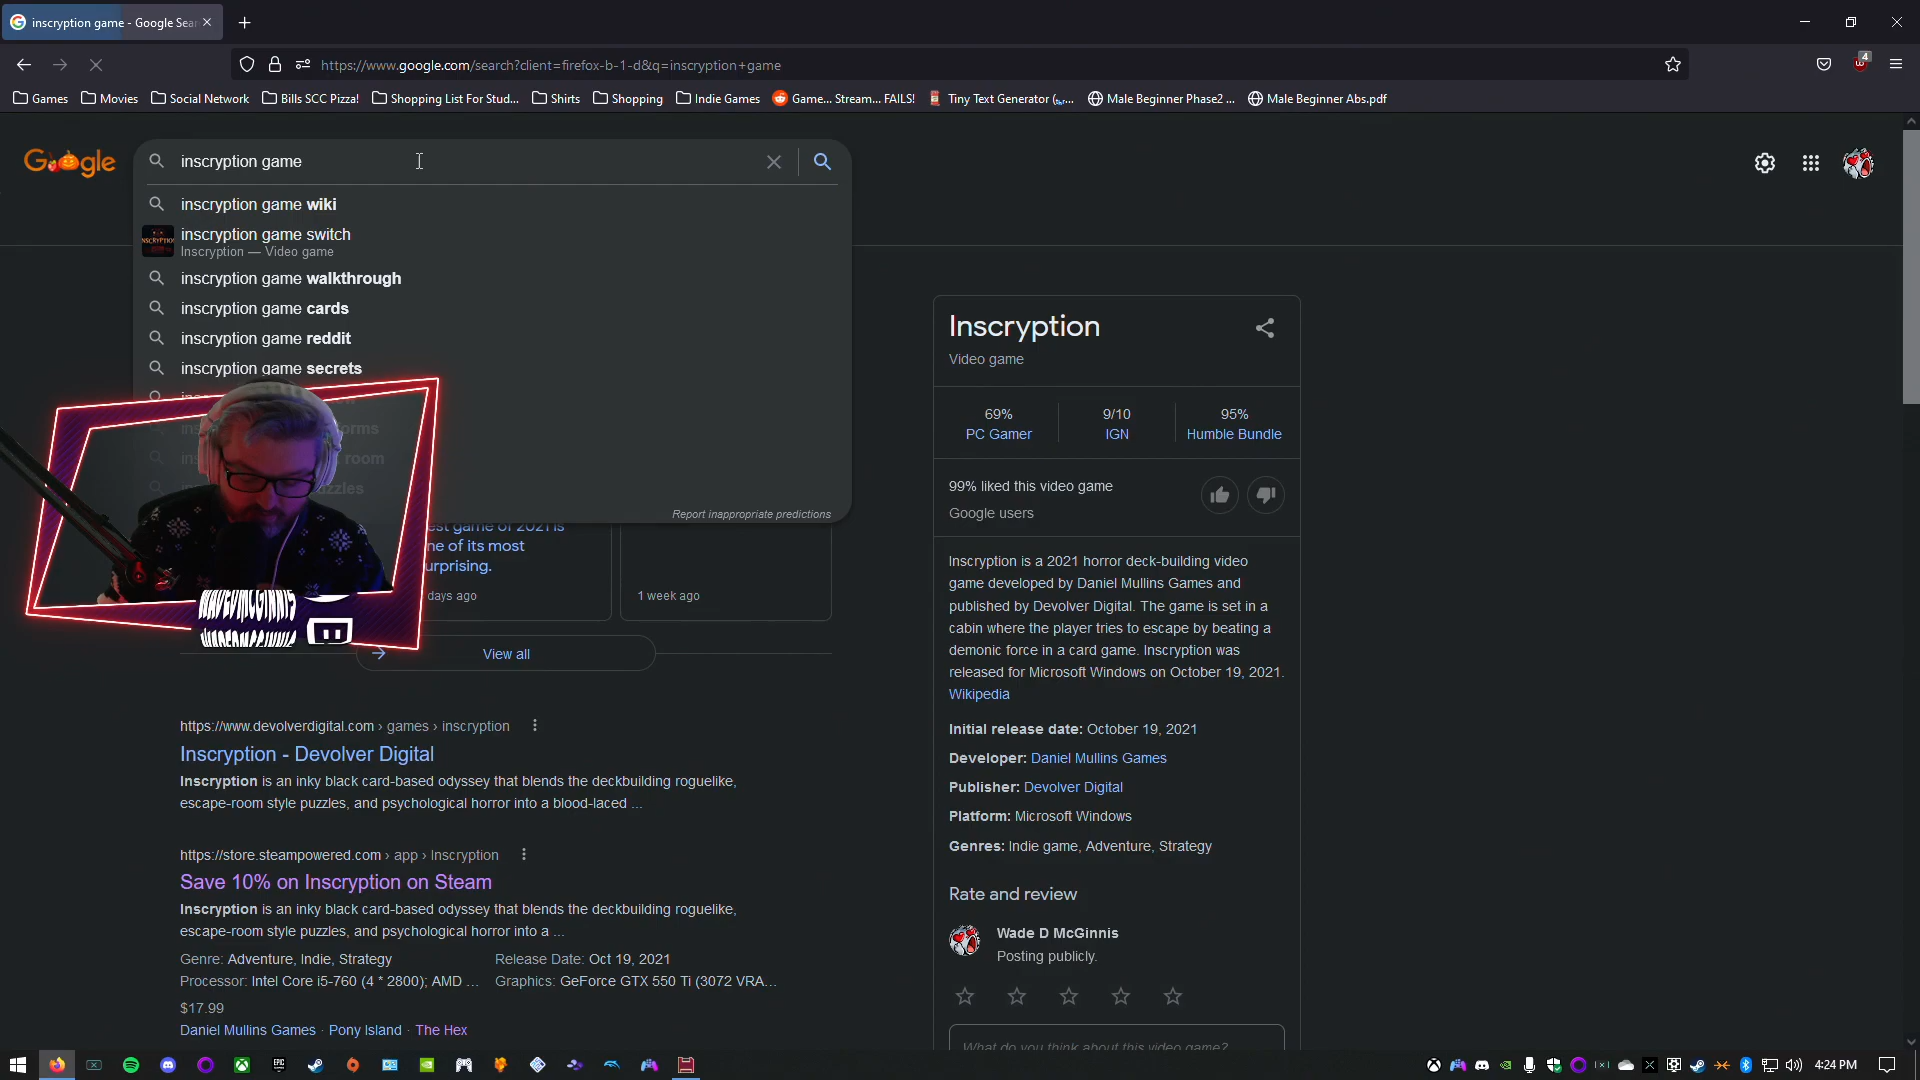 inscryption game - Google Sear
https://www.google.com/search?client=firefox-b-1-d&q=inscryption+game
4
Games
Movies
Social Network
Bills SCC Pizza!
Shopping List For Stud...
Shirts
Shopping
Indie Games
Game... Stream... FAILS!
Tiny Text Generator
Male Beginner Phase2 ...
Male Beginner Abs.pdf
Google
inscryption game
inscryption game wiki
inscryption game switch
Inscryption — Video game
inscryption game walkthrough
inscryption game cards
inscryption game reddit
inscryption game secrets
room
Report inappropriate predictions
game of 2021 is
of its most
days ago
1 week ago
View all
https://www.devolverdigital.com › games › inscryption
Inscryption - Devolver Digital
Inscryption is an inky black card-based odyssey that blends the deckbuilding roguelike,
escape-room style puzzles, and psychological horror into a blood-laced ...
https://store.steampowered.com › app › Inscryption
Save 10% on Inscryption on Steam
Inscryption is an inky black card-based odyssey that blends the deckbuilding roguelike,
escape-room style puzzles, and psychological horror into a ...
Genre: Adventure, Indie, Strategy
Release Date: Oct 19, 2021
Processor: Intel Core i5-760 (4 * 2800); AMD ...
Graphics: GeForce GTX 550 Ti (3072 VRA...
$17.99
Daniel Mullins Games · Pony Island · The Hex
Inscryption
Video game
69%
PC Gamer
9/10
IGN
95%
Humble Bundle
99% liked this video game
Google users
Inscryption is a 2021 horror deck-building video
game developed by Daniel Mullins Games and
published by Devolver Digital. The game is set in a
cabin where the player tries to escape by beating a
demonic force in a card game. Inscryption was
released for Microsoft Windows on October 19, 2021.
Wikipedia
Initial release date: October 19, 2021
Developer: Daniel Mullins Games
Publisher: Devolver Digital
Platform: Microsoft Windows
Genres: Indie game, Adventure, Strategy
Rate and review
Wade D McGinnis
Posting publicly.
What do you think about this video game?
4:24 PM